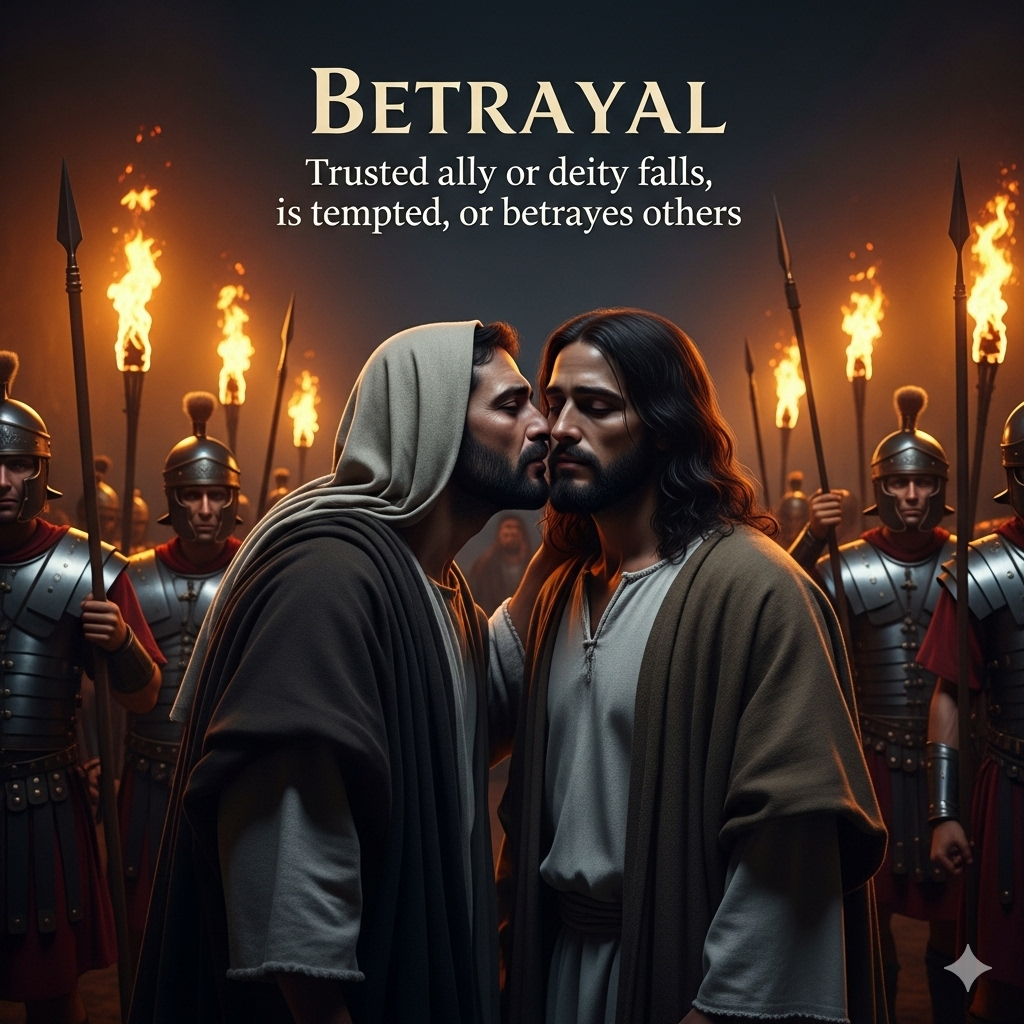 BETRAYAL
Trusted ally or deity falls,
is tempted, or betrayes others